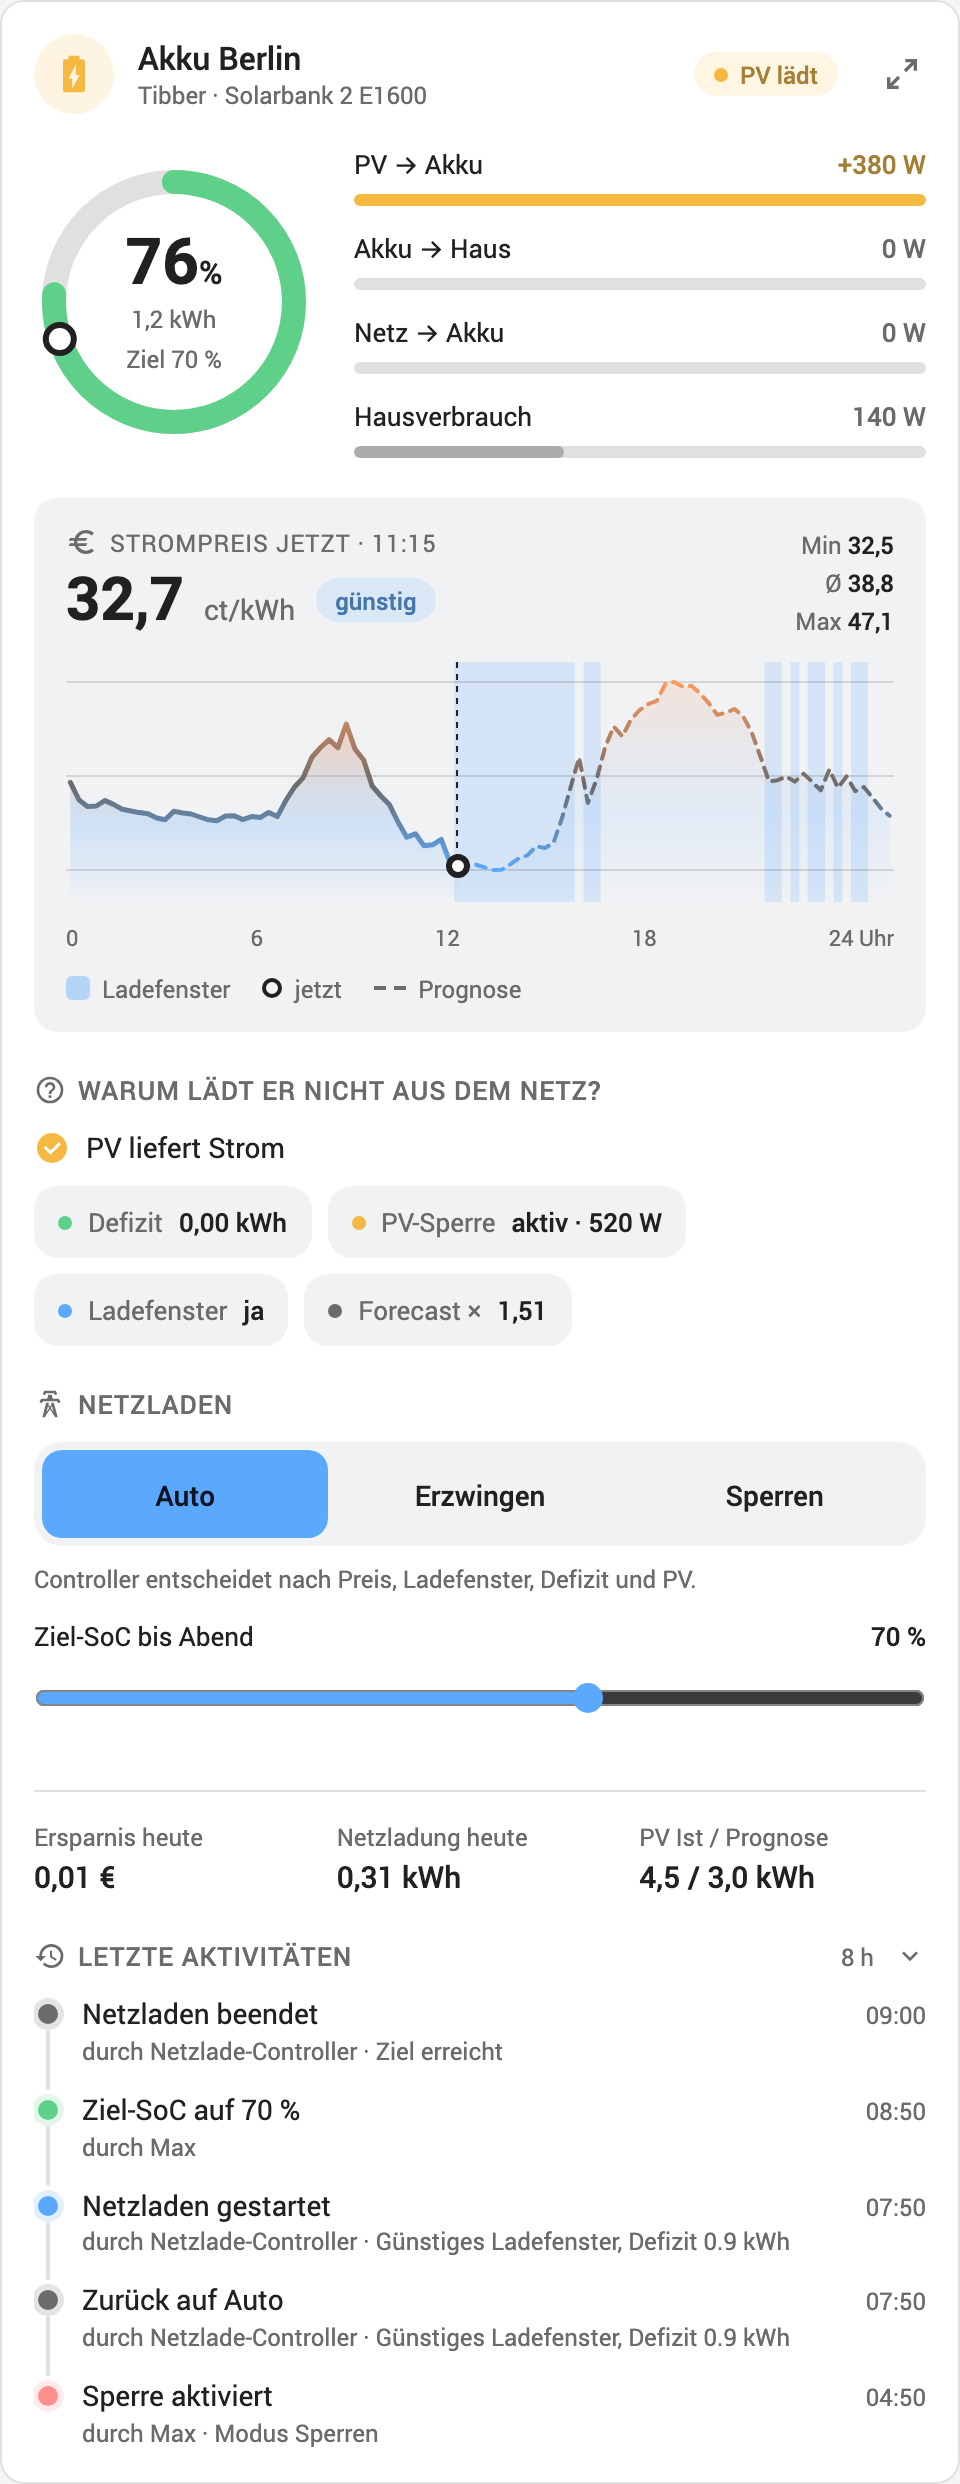 Akku Berlin
Tibber · Solarbank 2 E1600
PV lädt
76%
1,2 kWh
Ziel 70 %
PV → Akku +380 W
Akku → Haus 0 W
Netz → Akku 0 W
Hausverbrauch 140 W
€ STROMPREIS JETZT · 11:15
32,7 ct/kWh günstig
Min 32,5
Ø 38,8
Max 47,1
0 6 12 18 24 Uhr
Ladefenster jetzt Prognose
WARUM LÄDT ER NICHT AUS DEM NETZ?
PV liefert Strom
Defizit 0,00 kWh
PV-Sperre aktiv · 520 W
Ladefenster ja
Forecast × 1,51
NETZLADEN
Auto Erzwingen Sperren
Controller entscheidet nach Preis, Ladefenster, Defizit und PV.
Ziel-SoC bis Abend 70 %
Ersparnis heute Netzladung heute PV Ist / Prognose
0,01 € 0,31 kWh 4,5 / 3,0 kWh
LETZTE AKTIVITÄTEN 8 h
Netzladen beendet 09:00
durch Netzlade-Controller · Ziel erreicht
Ziel-SoC auf 70 % 08:50
durch Max
Netzladen gestartet 07:50
durch Netzlade-Controller · Günstiges Ladefenster, Defizit 0.9 kWh
Zurück auf Auto 07:50
durch Netzlade-Controller · Günstiges Ladefenster, Defizit 0.9 kWh
Sperre aktiviert 04:50
durch Max · Modus Sperren